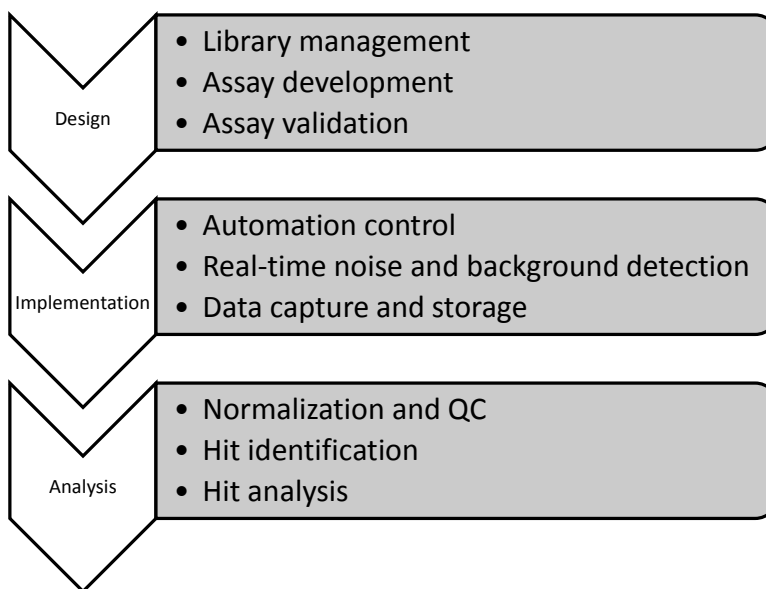 Design
• Library management
• Assay development
• Assay validation
Implementation
• Automation control
• Real-time noise and background detection
• Data capture and storage
Analysis
• Normalization and QC
• Hit identification
• Hit analysis